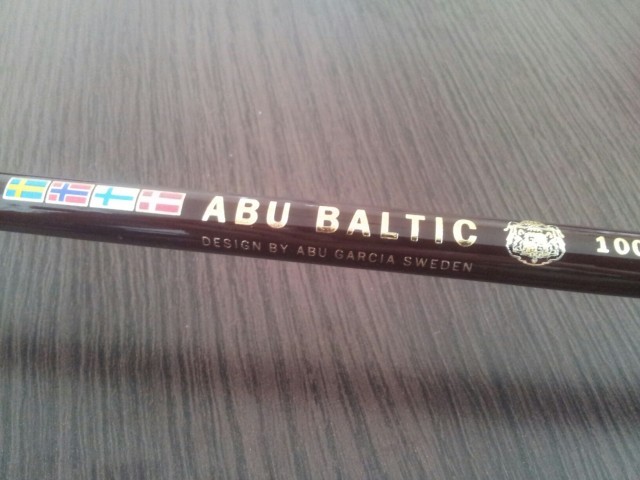 ABU BALTIC 100
DESIGN BY ABU GARCIA SWEDEN